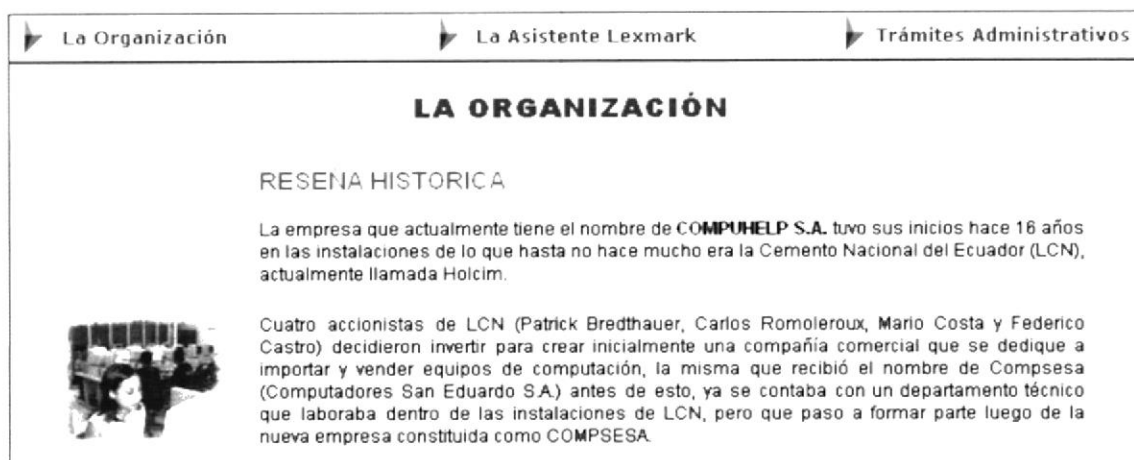 La Organización La Asistente Lexmark Trámites Administrativos
LA ORGANIZACIÓN
RESENA HISTORICA
La empresa que actualmente tiene el nombre de COMPUHELP S.A. tuvo sus inicios hace 16 años
en las instalaciones de lo que hasta no hace mucho era la Cemento Nacional del Ecuador (LCN),
actualmente llamada Holcim.
Cuatro accionistas de LCN (Patrick Bredthauer, Carlos Romoleroux, Mario Costa y Federico
Castro) decidieron invertir para crear inicialmente una compañía comercial que se dedique a
importar y vender equipos de computación, la misma que recibió el nombre de Compsesa
(Computadores San Eduardo S.A.) antes de esto, ya se contaba con un departamento técnico
que laboraba dentro de las instalaciones de LCN, pero que paso a formar parte luego de la
nueva empresa constituida como COMPSESA.